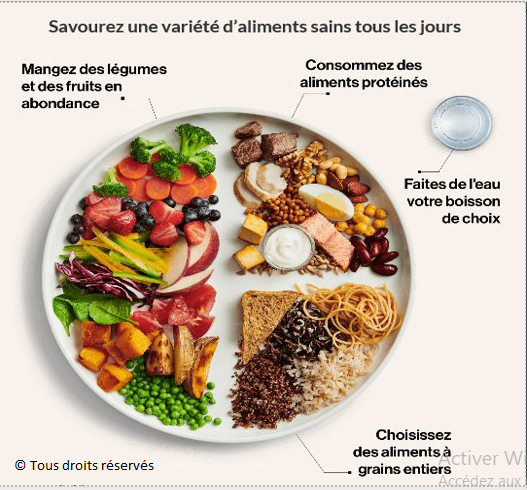 Savourez une variété d'aliments sains tous les jours
Mangez des légumes
et des fruits en
abondance
Consommez des
aliments protéinés
Faites de l'eau
votre boisson
de choix
Choisissez
des aliments à
grains entiers
© Tous droits réservés
Activer Wi
Accédez aux